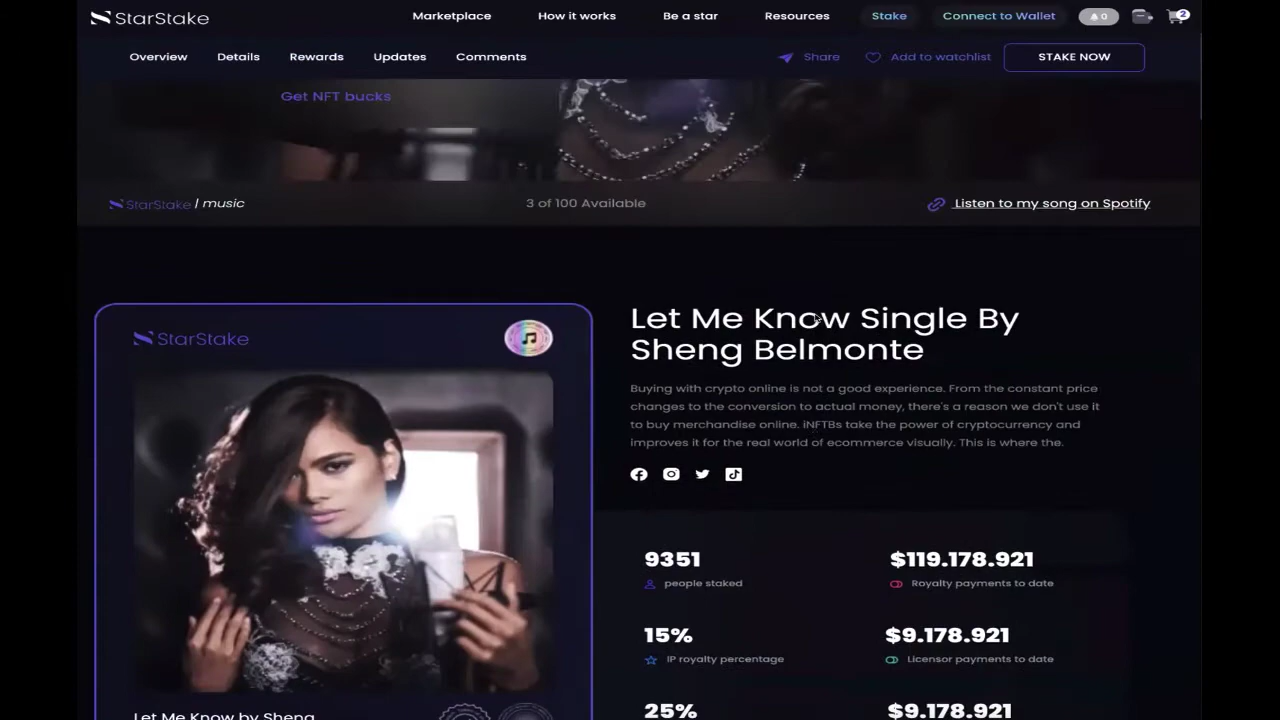 StarStake
Marketplace
How it works
Be a star
Resources
Stake
Connect to Wallet
0
2
Overview
Details
Rewards
Updates
Comments
Share
Add to watchlist
STAKE NOW
Get NFT bucks
StarStake | music
3 of 100 Available
Listen to my song on Spotify
StarStake
Let Me Know Single By
Sheng Belmonte
Buying with crypto online is not a good experience. From the constant price
changes to the conversion to actual money, there's a reason we don't use it
to buy merchandise online. iNFTBs take the power of cryptocurrency and
improves it for the real world of ecommerce visually. This is where the.
9351
people staked
$119.178.921
Royalty payments to date
15%
IP royalty percentage
$9.178.921
Licensor payments to date
25%
$9.178.921
Let Me Know by Sheng